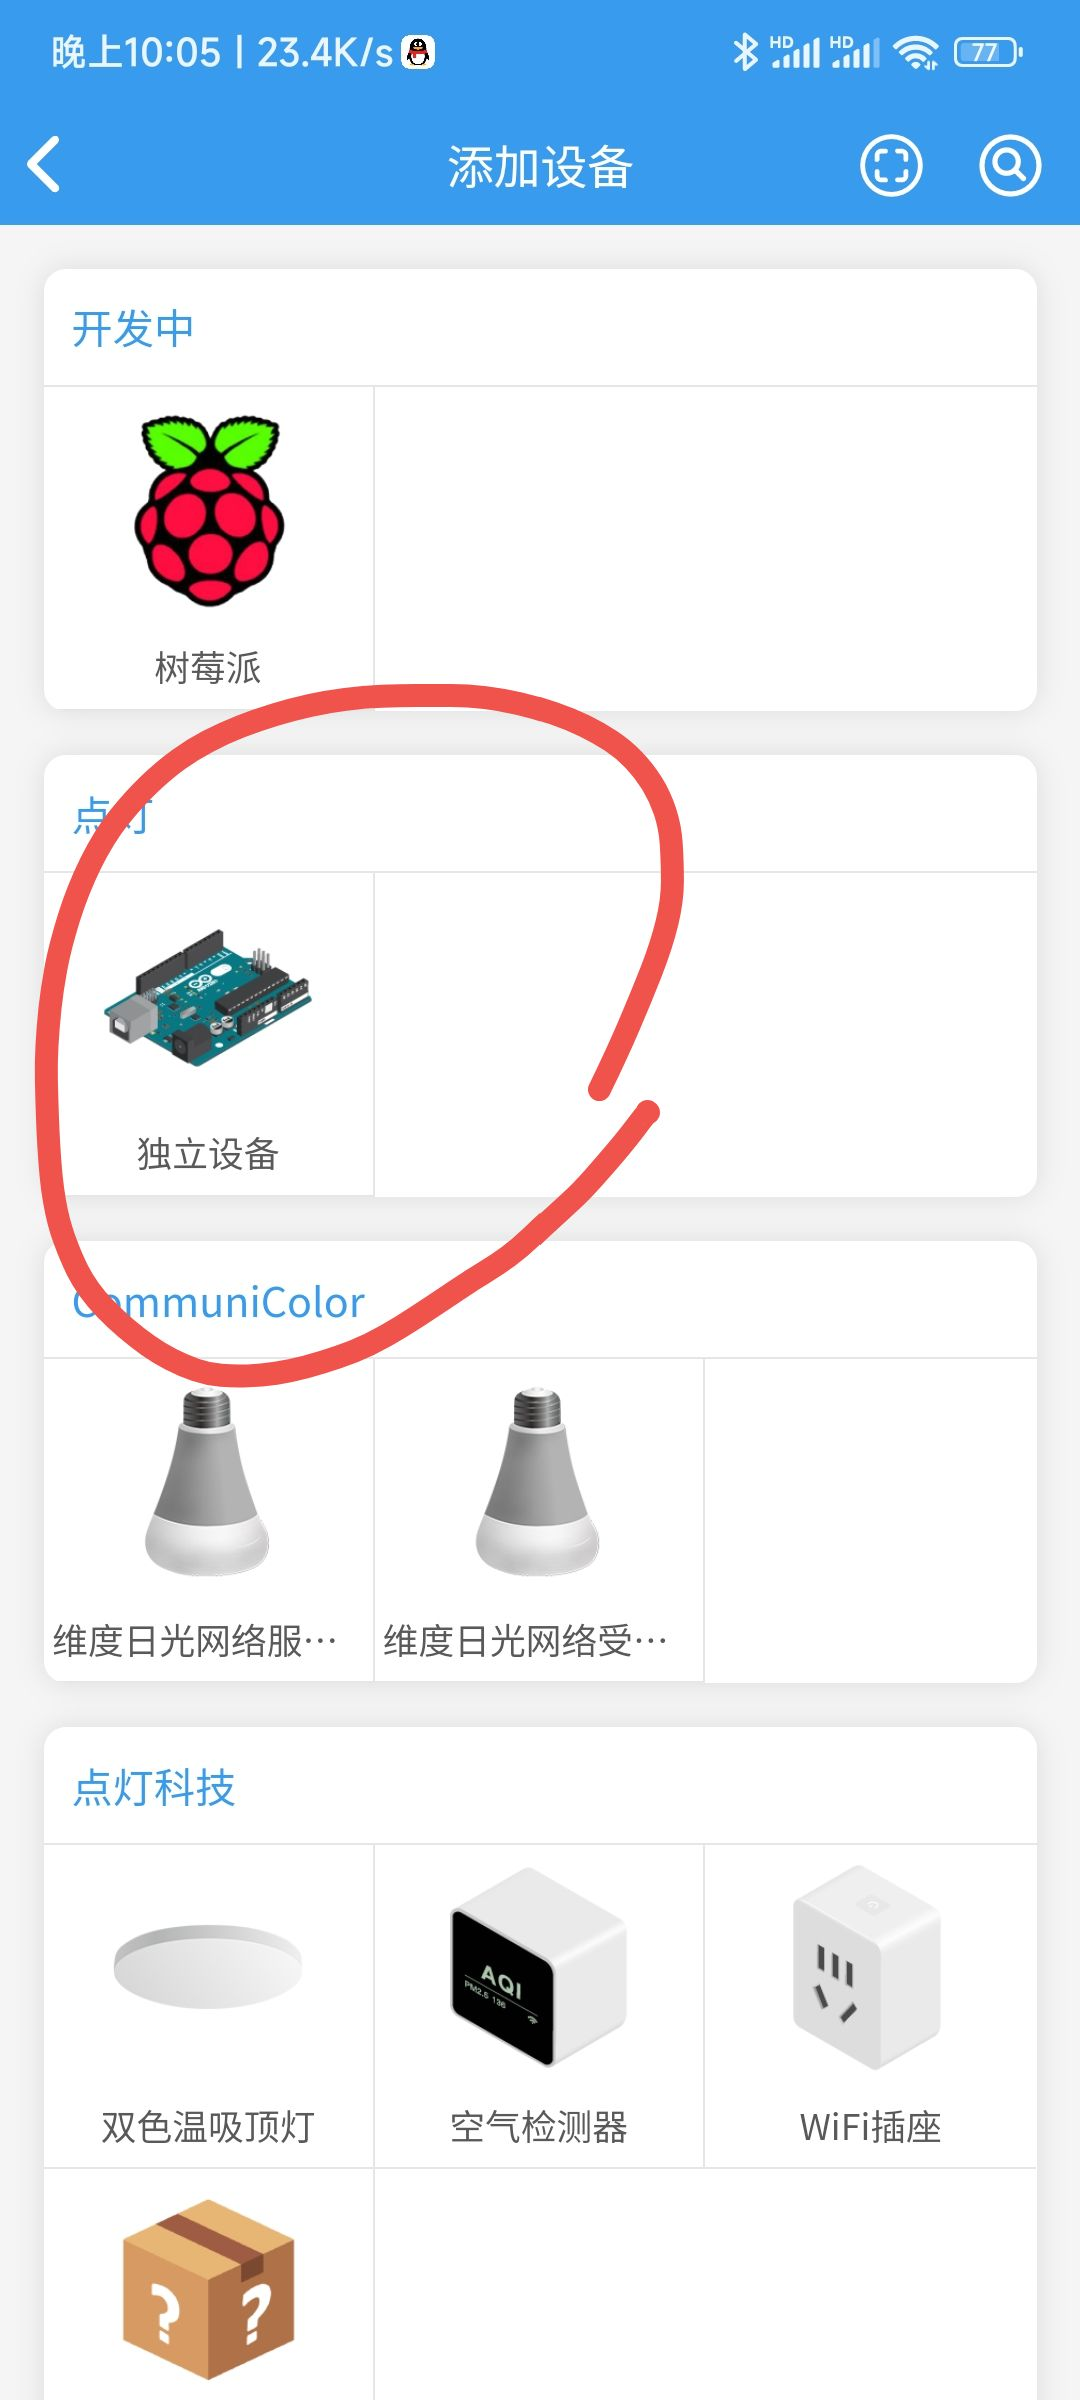 晚上10:05 | 23.4K/s
HD HD 77
添加设备
开发中
树莓派
点灯
独立设备
CommuniColor
维度日光网络服…
维度日光网络受…
点灯科技
AQI
PM2.5 136
双色温吸顶灯
空气检测器
WiFi插座
? ?